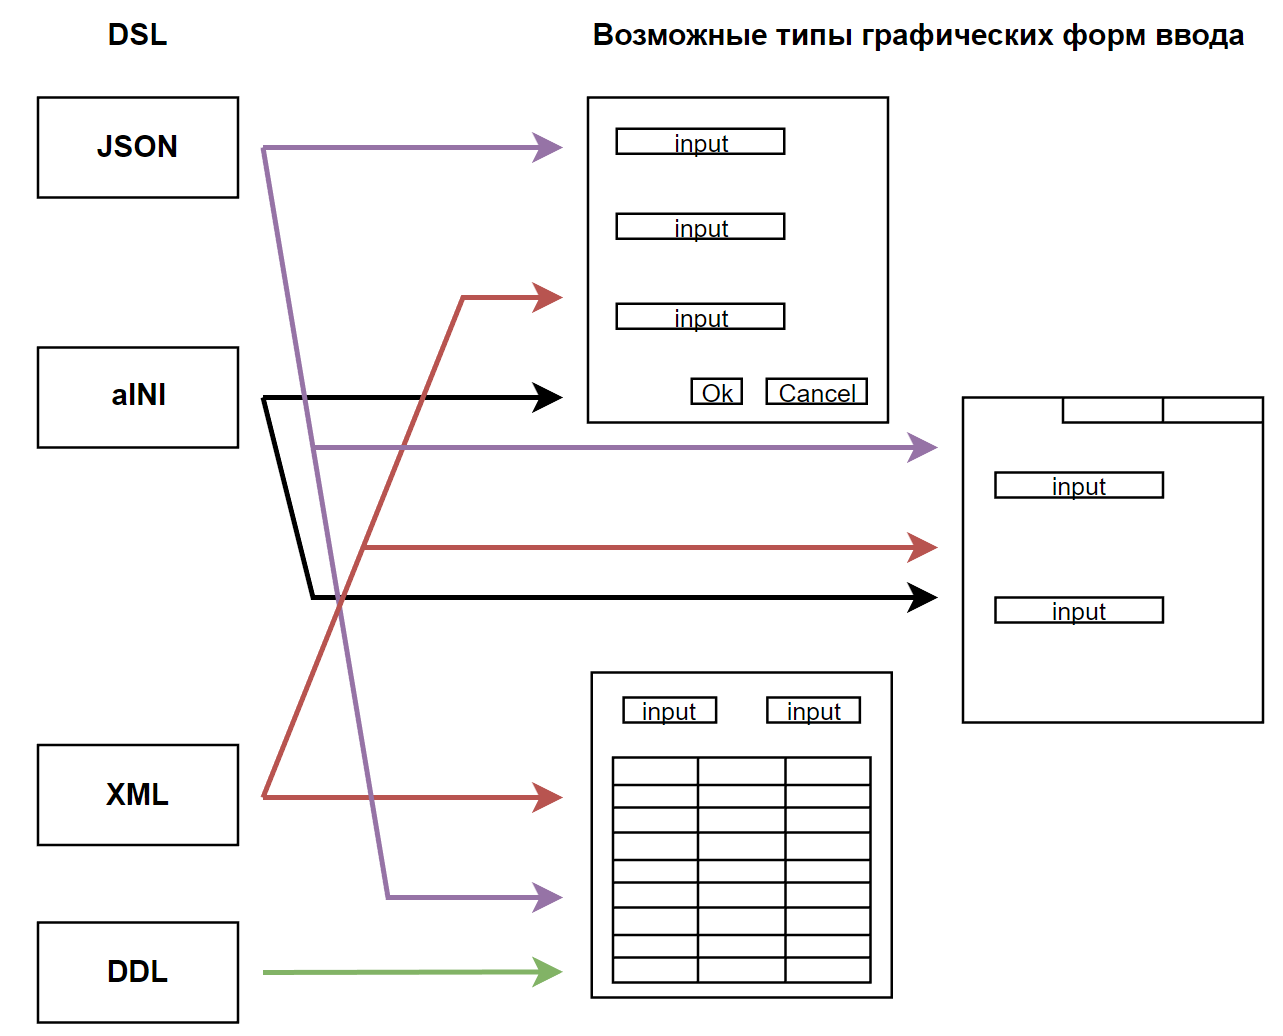 DSL
Возможные типы графических форм ввода
JSON
input
input
input
aINI
Ok
Cancel
input
input
input
input
XML
DDL